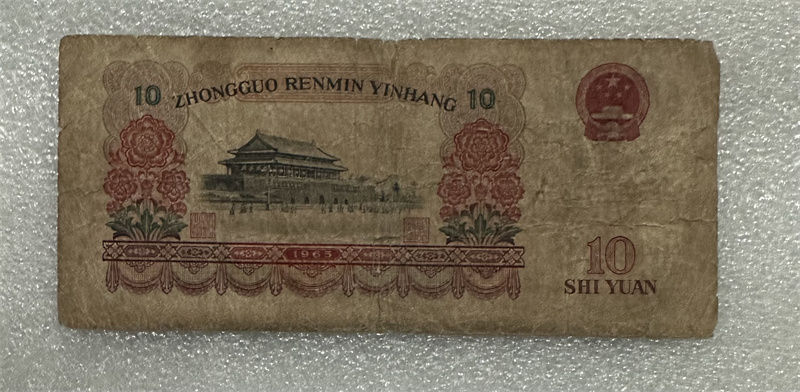 10 ZHONGGUO RENMIN YINHANG 10
1965
10
SHI YUAN